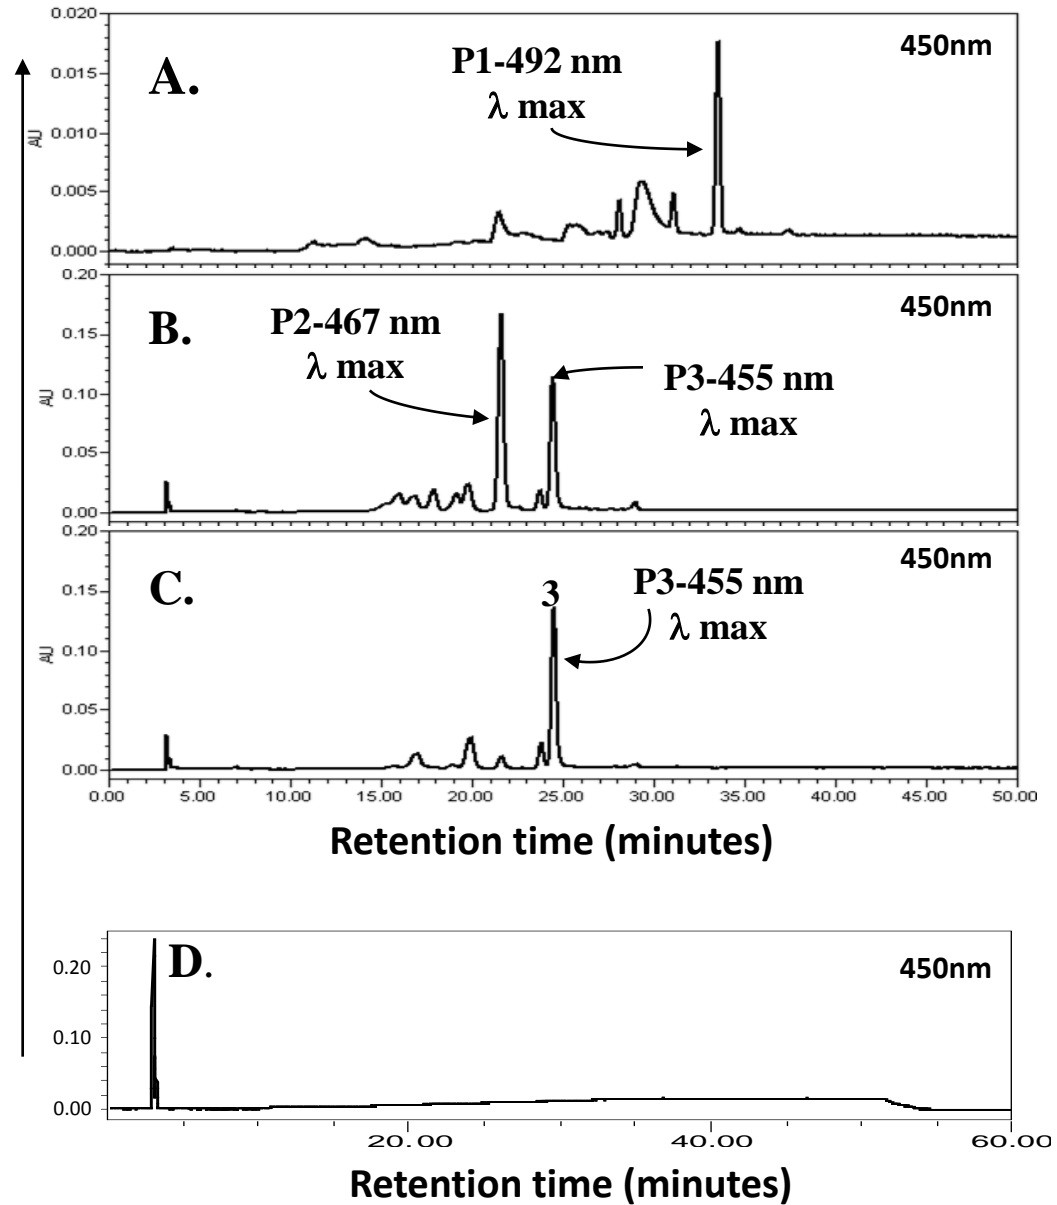 0.020
450nm
A.
P1-492 nm
λ max
0.015
AU
0.010
0.005
0.000
0.20
450nm
B.
P2-467 nm
λ max
0.15
P3-455 nm
λ max
AU
0.10
0.05
0.00
0.20
450nm
C.
3
P3-455 nm
λ max
0.15
AU
0.10
0.05
0.00
0.00 5.00 10.00 15.00 20.00 25.00 30.00 35.00 40.00 45.00 50.00
Retention time (minutes)
D.
450nm
0.20
0.10
0.00
20.00 40.00 60.00
Retention time (minutes)